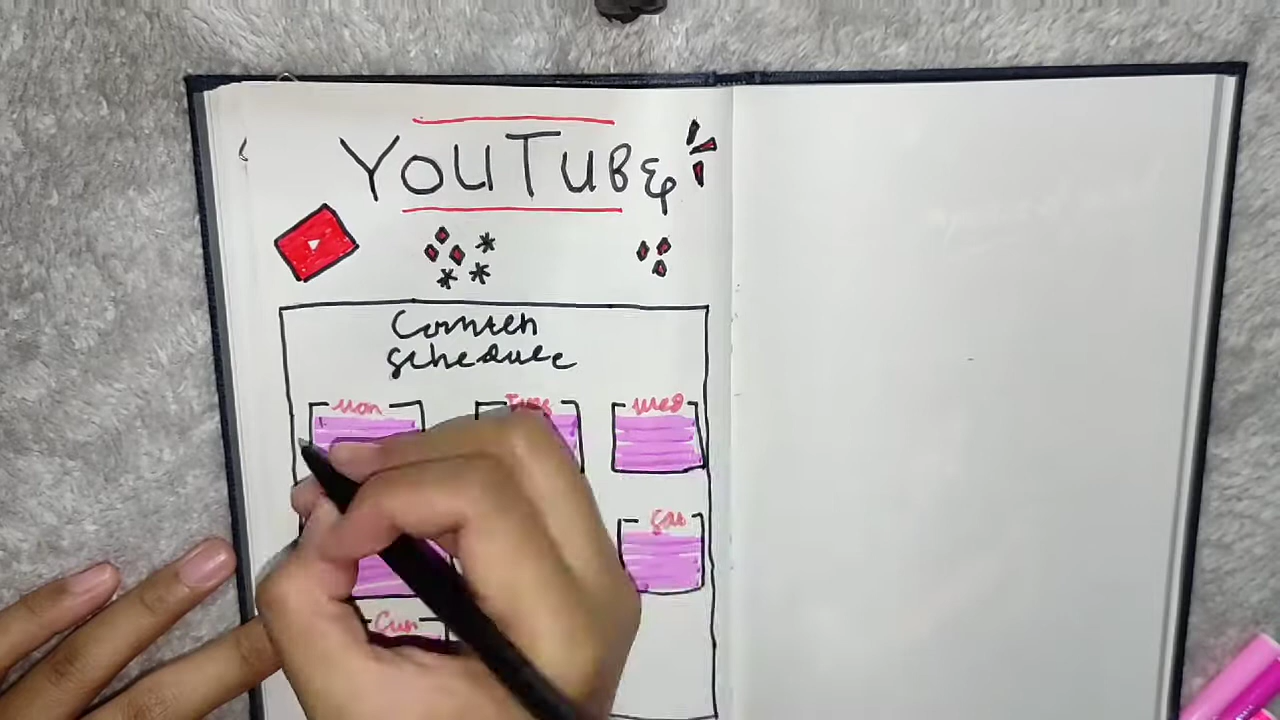 YouTube
Conten
schedule
Mon Tues Wed
Sat
Sun